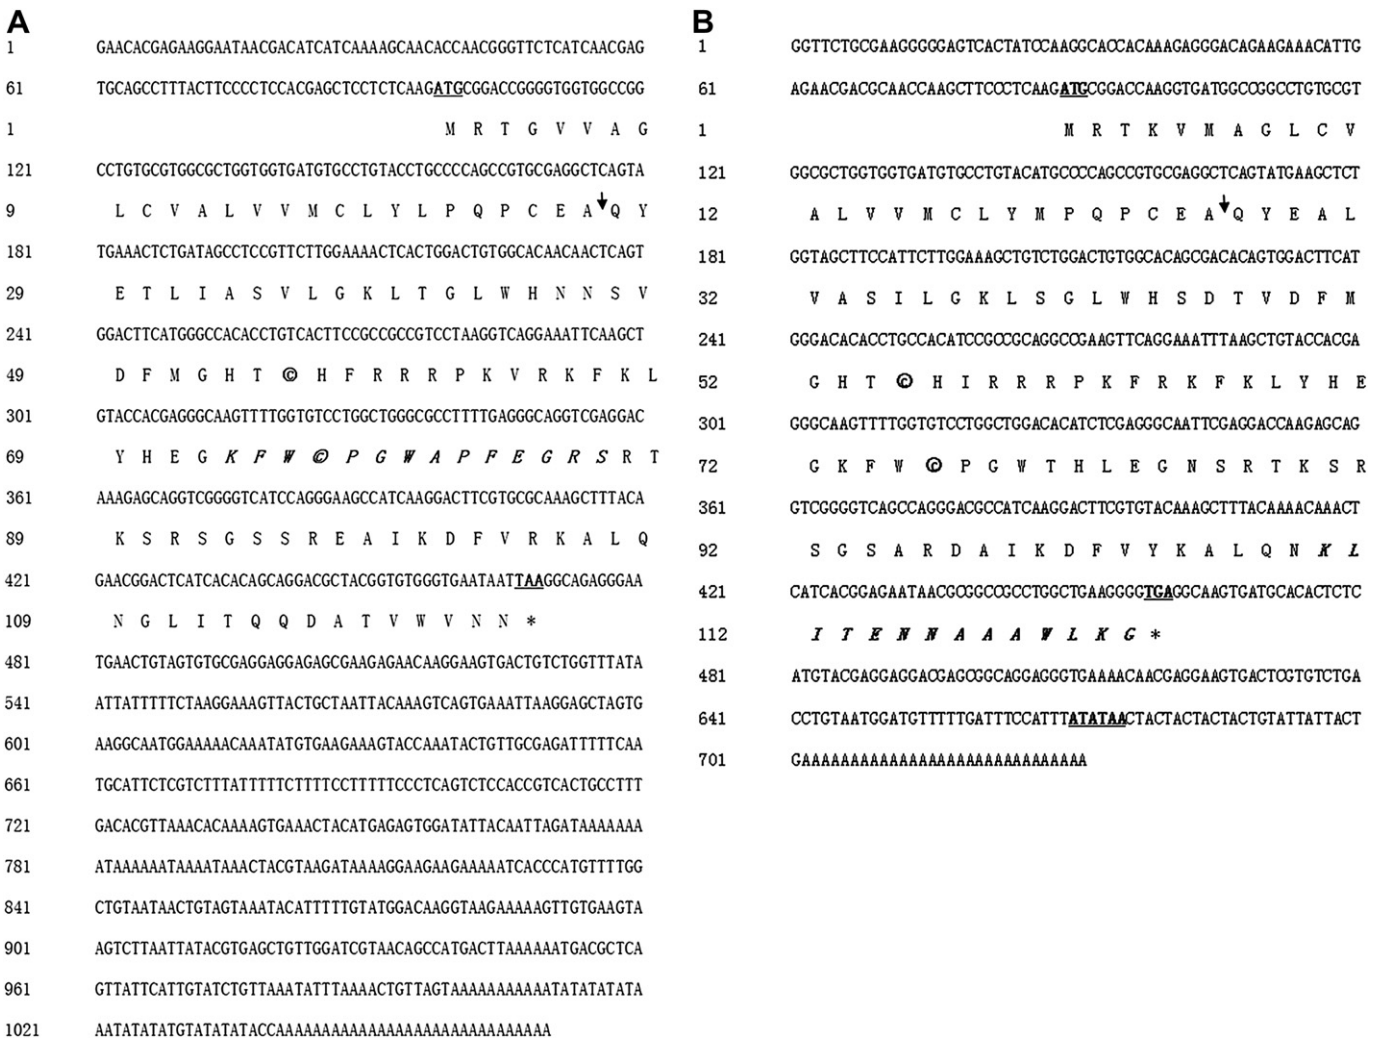 A
1 GAACACGAGAAGGAATAACGACATCATCAAAAGCAACACCAACGGGTTCTCATCAACGAG
61 TGCAGCCTTTACTTCCCCTCCACGAGCTCCTCTCAAGATGCGGACCGGGGTGGTGGCCGG
1 M R T G V V A G
121 CCTGTGCGTGGCGCTGGTGGTGATGTGCCTGTACCTGCCCCAGCCGTGCGAGGCTCAGTA
9 L C V A L V V M C L Y L P Q P C E A Q Y
181 TGAAACTCTGATAGCCTCCGTTCTTGGAAAACTCACTGGACTGTGGCACAACAACTCAGT
29 E T L I A S V L G K L T G L W H N N S V
241 GGACTTCATGGGCCACACCTGTCACTTCCGCCGCCGTCCTAAGGTCAGGAAATTCAAGCT
49 D F M G H T © H F R R R P K V R K F K L
301 GTACCACGAGGGCAAGTTTTGGTGTCCTGGCTGGGCGCCTTTTGAGGGCAGGTCGAGGAC
69 Y H E G K F W © P G W A P F E G R S R T
361 AAAGAGCAGGTCGGGGTCATCCAGGGAAGCCATCAAGGACTTCGTGCGCAAAGCTTTACA
89 K S R S G S S R E A I K D F V R K A L Q
421 GAACGGACTCATCACACAGCAGGACGCTACGGTGTGGGTGAATAATTAAGGCAGAGGGAA
109 N G L I T Q Q D A T V W V N N *
481 TGAACTGTAGTGTGCGAGGAGGAGAGCGAAGAGAACAAGGAAGTGACTGTCTGGTTTATA
541 ATTATTTTTCTAAGGAAAGTTACTGCTAATTACAAAGTCAGTGAAATTAAGGAGCTAGTG
601 AAGGCAATGGAAAAACAAATATGTGAAGAAAGTACCAAATACTGTTGCGAGATTTTTCAA
661 TGCATTCTCGTCTTTATTTTTCTTTTCCTTTTTCCCTCAGTCTCCACCGTCACTGCCTTT
721 GACACGTTAAACACAAAAGTGAAACTACATGAGAGTGGATATTACAATTAGATAAAAAAA
781 ATAAAAAATAAAATAAACTACGTAAGATAAAAGGAAGAAGAAAAATCACCCATGTTTTGG
841 CTGTAATAACTGTAGTAAATACATTTTTGTATGGACAAGGTAAGAAAAAGTTGTGAAGTA
901 AGTCTTAATTATACGTGAGCTGTTGGATCGTAACAGCCATGACTTAAAAAATGACGCTCA
961 GTTATTCATTGTATCTGTTAAATATTTAAAACTGTTAGTAAAAAAAAAAATATATATATA
1021 AATATATATGTATATATACCAAAAAAAAAAAAAAAAAAAAAAAAAAAAAA
B
1 GGTTCTGCGAAGGGGGAGTCACTATCCAAGGCACCACAAAGAGGGACAGAAGAAACATTG
61 AGAACGACGCAACCAAGCTTCCCTCAAGATGCGGACCAAGGTGATGGCCGGCCTGTGCGT
1 M R T K V M A G L C V
121 GGCGCTGGTGGTGATGTGCCTGTACATGCCCCAGCCGTGCGAGGCTCAGTATGAAGCTCT
12 A L V V M C L Y M P Q P C E A Q Y E A L
181 GGTAGCTTCCATTCTTGGAAAGCTGTCTGGACTGTGGCACAGCGACACAGTGGACTTCAT
32 V A S I L G K L S G L W H S D T V D F M
241 GGGACACACCTGCCACATCCGCCGCAGGCCGAAGTTCAGGAAATTTAAGCTGTACCACGA
52 G H T © H I R R R P K F R K F K L Y H E
301 GGGCAAGTTTTGGTGTCCTGGCTGGACACATCTCGAGGGCAATTCGAGGACCAAGAGCAG
72 G K F W © P G W T H L E G N S R T K S R
361 GTCGGGGTCAGCCAGGGACGCCATCAAGGACTTCGTGTACAAAGCTTTACAAAACAAACT
92 S G S A R D A I K D F V Y K A L Q N K L
421 CATCACGGAGAATAACGCGGCCGCCTGGCTGAAGGGGTGAGGCAAGTGATGCACACTCTC
112 I T E N N A A A W L K G *
481 ATGTACGAGGAGGACGAGCGGCAGGAGGGTGAAAACAACGAGGAAGTGACTCGTGTCTGA
641 CCTGTAATGGATGTTTTTGATTTCCATTTATATAACTACTACTACTACTGTATTATTACT
701 GAAAAAAAAAAAAAAAAAAAAAAAAAAAAAA